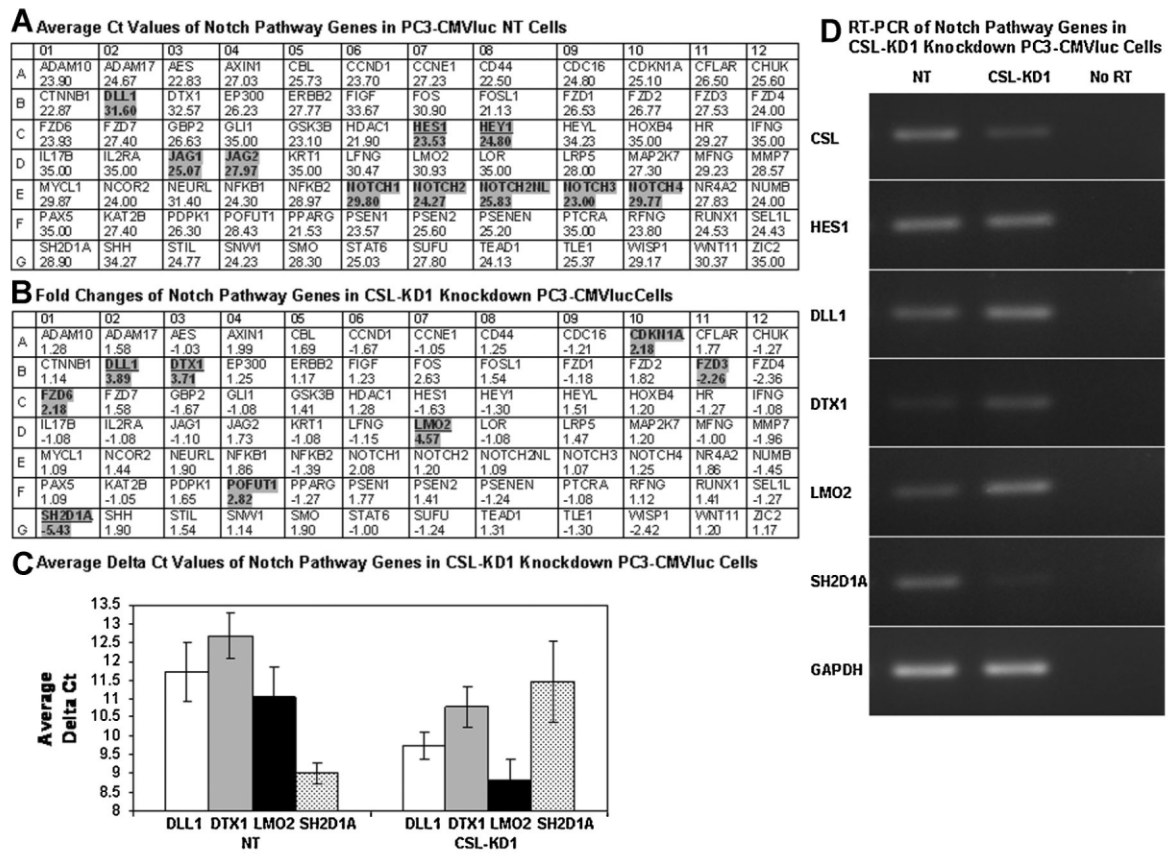 A Average Ct Values of Notch Pathway Genes in PC3-CMVluc NT Cells
01 02 03 04 05 06 07 08 09 10 11 12
A ADAM10 ADAM17 AES AXIN1 CBL CCND1 CCNE1 CD44 CDC16 CDKN1A CFLAR CHUK
23.90 24.67 22.83 27.03 25.73 23.70 27.23 22.50 24.80 25.10 26.50 25.60
B CTNNB1 DLL1 DTX1 EP300 ERBB2 FIGF FOS FOSL1 FZD1 FZD2 FZD3 FZD4
22.87 31.60 32.57 26.23 27.77 33.67 30.90 21.13 26.53 26.77 27.77 24.00
C FZD6 FZD7 GBP2 GLI1 GSK3B HDAC1 HES1 HEY1 HEYL HOXB4 HR IFNG
23.93 27.40 26.63 35.00 23.10 21.90 23.53 24.80 34.23 35.00 29.27 35.00
D IL17B IL2RA JAG1 JAG2 KRT1 LFNG LMO2 LOR LRP5 MAP2K7 MFNG MMP7
35.00 35.00 25.07 27.97 35.00 30.47 30.93 35.00 25.03 27.07 29.23 28.57
E MYCL1 NCOR2 NEURL NFKB1 NFKB2 NOTCH1 NOTCH2 NOTCH2NL NOTCH3 NOTCH4 NR4A2 NUMB
29.87 24.00 31.40 24.30 28.97 29.80 24.27 25.83 23.00 29.77 27.83 24.00
F PAX5 KAT2B PDPK1 POFUT1 PPARG PSEN1 PSEN2 PSENEN PTCRA RFNG RUNX1 SEL1L
35.00 27.40 26.30 28.43 21.53 23.57 25.60 25.20 35.00 23.80 24.53 24.43
G SH2D1A SHH STIL SNW1 SMO STAT6 SUFU TEAD1 TLE1 WISP1 WNT11 ZIC2
28.90 34.27 24.77 24.23 28.30 25.03 27.80 24.13 25.37 29.17 30.37 35.00
B Fold Changes of Notch Pathway Genes in CSL-KD1 Knockdown PC3-CMVluc Cells
01 02 03 04 05 06 07 08 09 10 11 12
A ADAM10 ADAM17 AES AXIN1 CBL CCND1 CCNE1 CD44 CDC16 CDKN1A CFLAR CHUK
1.28 1.58 -1.03 1.99 1.69 -1.67 -1.05 1.25 -1.21 2.18 1.77 -1.27
B CTNNB1 DLL1 DTX1 EP300 ERBB2 FIGF FOS FOSL1 FZD1 FZD2 FZD3 FZD4
1.14 3.89 3.71 1.25 1.17 1.23 2.63 1.54 -1.18 1.82 -2.26 -2.36
C FZD6 FZD7 GBP2 GLI1 GSK3B HDAC1 HES1 HEY1 HEYL HOXB4 HR IFNG
2.18 1.58 -1.67 -1.08 1.41 1.28 -1.63 -1.30 1.51 1.20 -1.27 -1.08
D IL17B IL2RA JAG1 JAG2 KRT1 LFNG LMO2 LOR LRP5 MAP2K7 MFNG MMP7
-1.08 -1.08 -1.10 1.73 -1.08 -1.15 4.57 -1.08 1.47 1.20 -1.00 -1.96
E MYCL1 NCOR2 NEURL NFKB1 NFKB2 NOTCH1 NOTCH2 NOTCH2NL NOTCH3 NOTCH4 NR4A2 NUMB
1.09 1.44 1.90 1.86 -1.39 2.08 1.20 1.09 1.07 1.25 1.86 -1.45
F PAX5 KAT2B PDPK1 POFUT1 PPARG PSEN1 PSEN2 PSENEN PTCRA RFNG RUNX1 SEL1L
1.09 -1.05 1.65 2.82 -1.27 1.77 1.41 -1.24 -1.08 1.12 1.41 -1.27
G SH2D1A SHH STIL SNW1 SMO STAT6 SUFU TEAD1 TLE1 WISP1 WNT11 ZIC2
-5.43 1.90 1.54 1.14 1.90 -1.00 -1.24 1.31 -1.30 -2.42 1.20 1.17
C Average Delta Ct Values of Notch Pathway Genes in CSL-KD1 Knockdown PC3-CMVluc Cells
Average
Delta Ct
13.5
13
12.5
12
11.5
11
10.5
10
9.5
9
8.5
8
DLL1 DTX1 LMO2 SH2D1A DLL1 DTX1 LMO2 SH2D1A
NT CSL-KD1
D RT-PCR of Notch Pathway Genes in
CSL-KD1 Knockdown PC3-CMVluc Cells
NT CSL-KD1 No RT
CSL
HES1
DLL1
DTX1
LMO2
SH2D1A
GAPDH